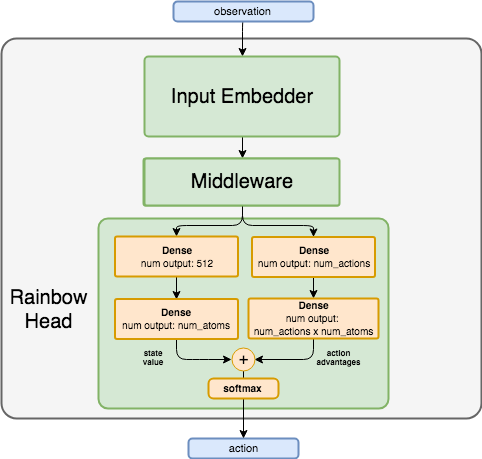 observation
Input Embedder
Middleware
Rainbow
Head
Dense
num output: 512
Dense
num output: num_actions
Dense
num output: num_atoms
Dense
num output:
num_actions x num_atoms
state
value
+
action
advantages
softmax
action